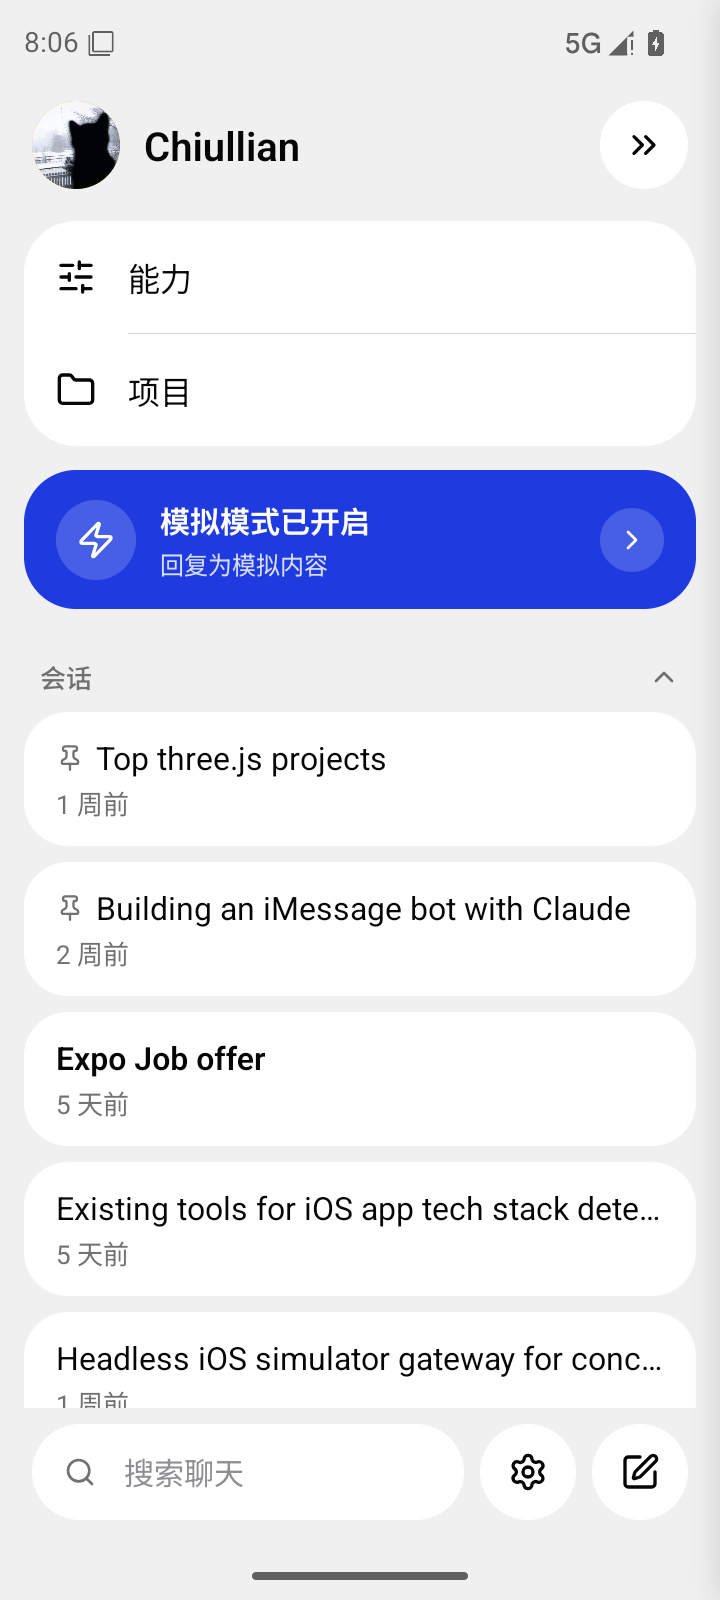 8:06
5G
Chiullian
能力
项目
模拟模式已开启
回复为模拟内容
会话
Top three.js projects
1 周前
Building an iMessage bot with Claude
2 周前
Expo Job offer
5 天前
Existing tools for iOS app tech stack dete...
5 天前
Headless iOS simulator gateway for conc...
1 周前
搜索聊天